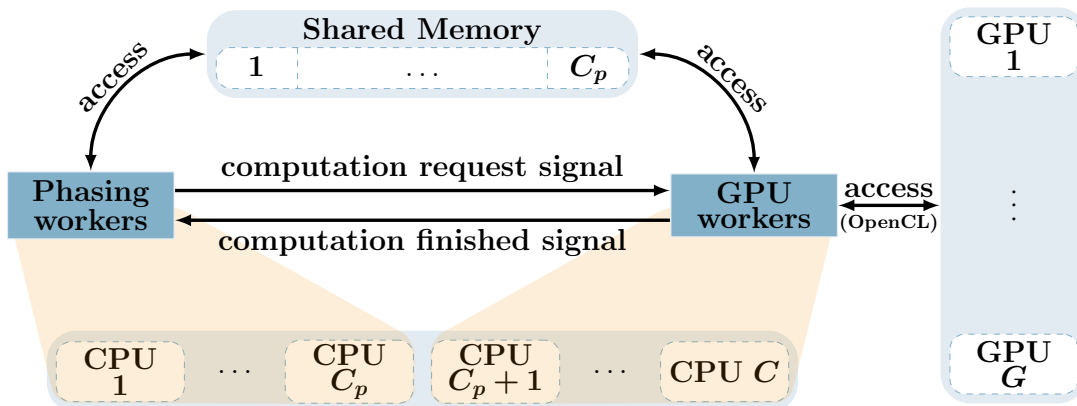 Shared Memory
1 ... C_p
access
access
GPU
1
computation request signal
Phasing
workers
GPU
workers
access
(OpenCL)
⋮
computation finished signal
CPU
1
...
CPU
C_p
CPU
C_p + 1
...
CPU C
GPU
G